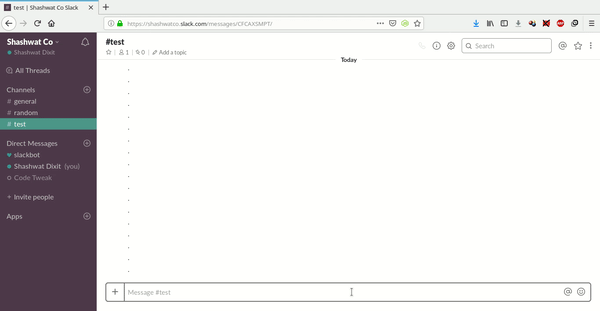 test | Shashwat Co Slack
https://shashwatco.slack.com/messages/CFCAXSMPT/
Shashwat Co
Shashwat Dixit
All Threads
Channels
# general
# random
# test
Direct Messages
slackbot
Shashwat Dixit (you)
Code Tweak
+ Invite people
Apps
#test
1 | 0 | Add a topic
Search
Today
Message #test